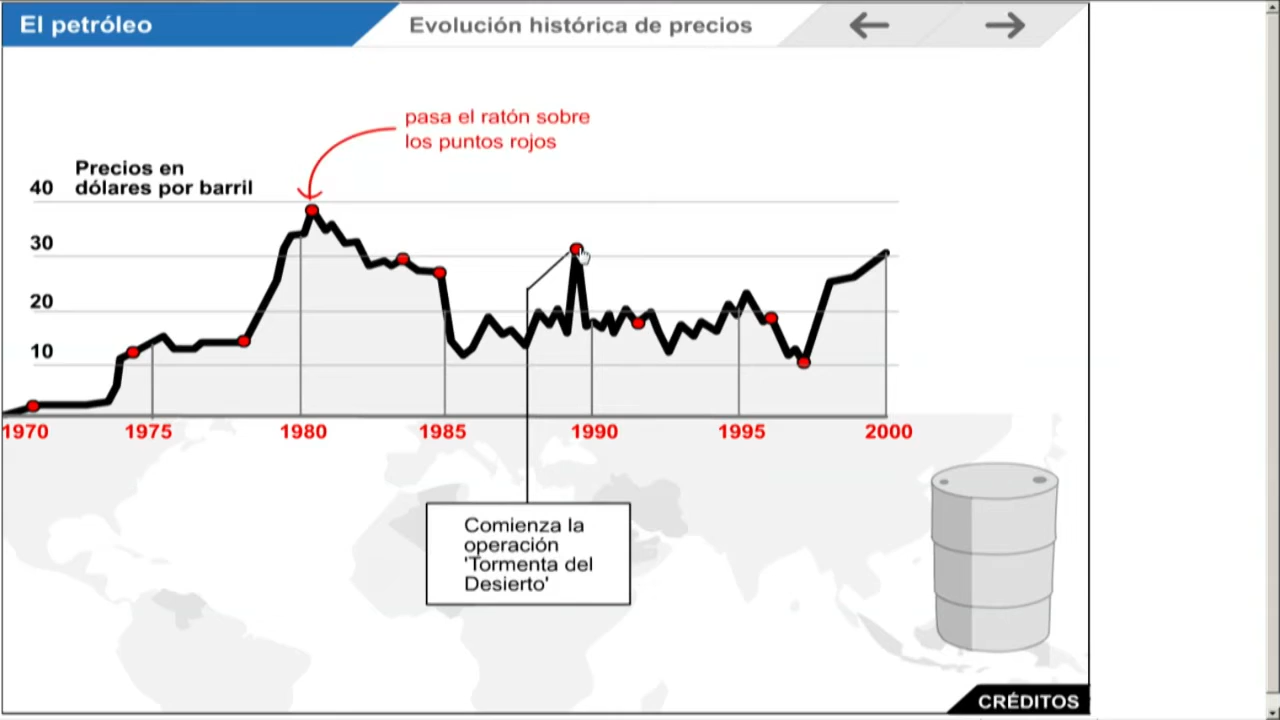 El petróleo
Evolución histórica de precios
pasa el ratón sobre
los puntos rojos
Precios en
dólares por barril
40
30
20
10
1970
1975
1980
1985
1990
1995
2000
Comienza la
operación
'Tormenta del
Desierto'
CRÉDITOS